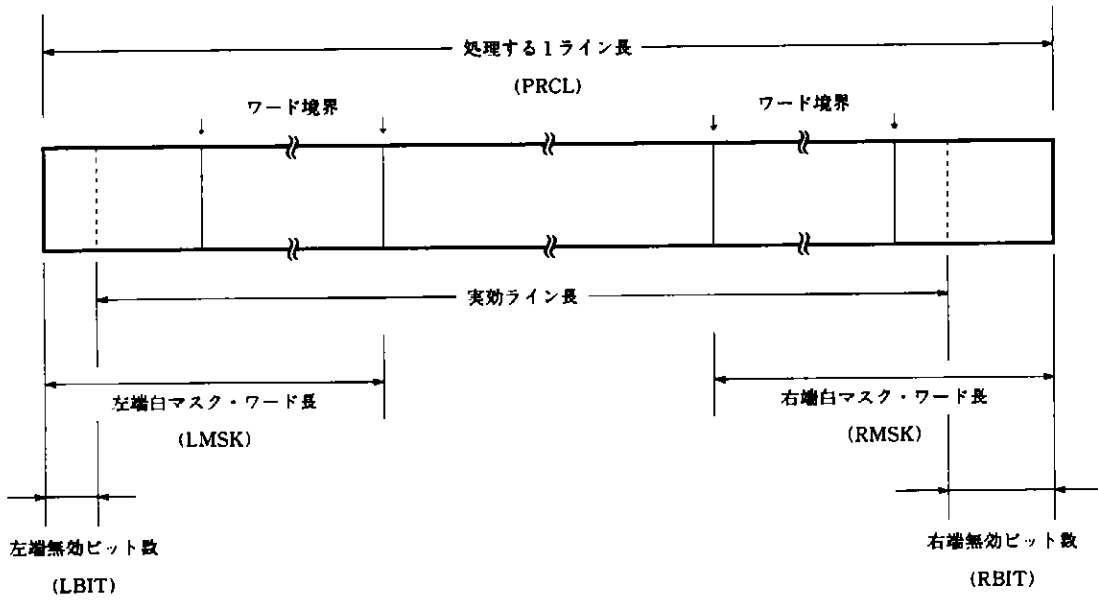 処理する1ライン長
(PRCL)
ワード境界
ワード境界
実効ライン長
左端白マスク・ワード長
(LMSK)
右端白マスク・ワード長
(RMSK)
左端無効ビット数
(LBIT)
右端無効ビット数
(RBIT)